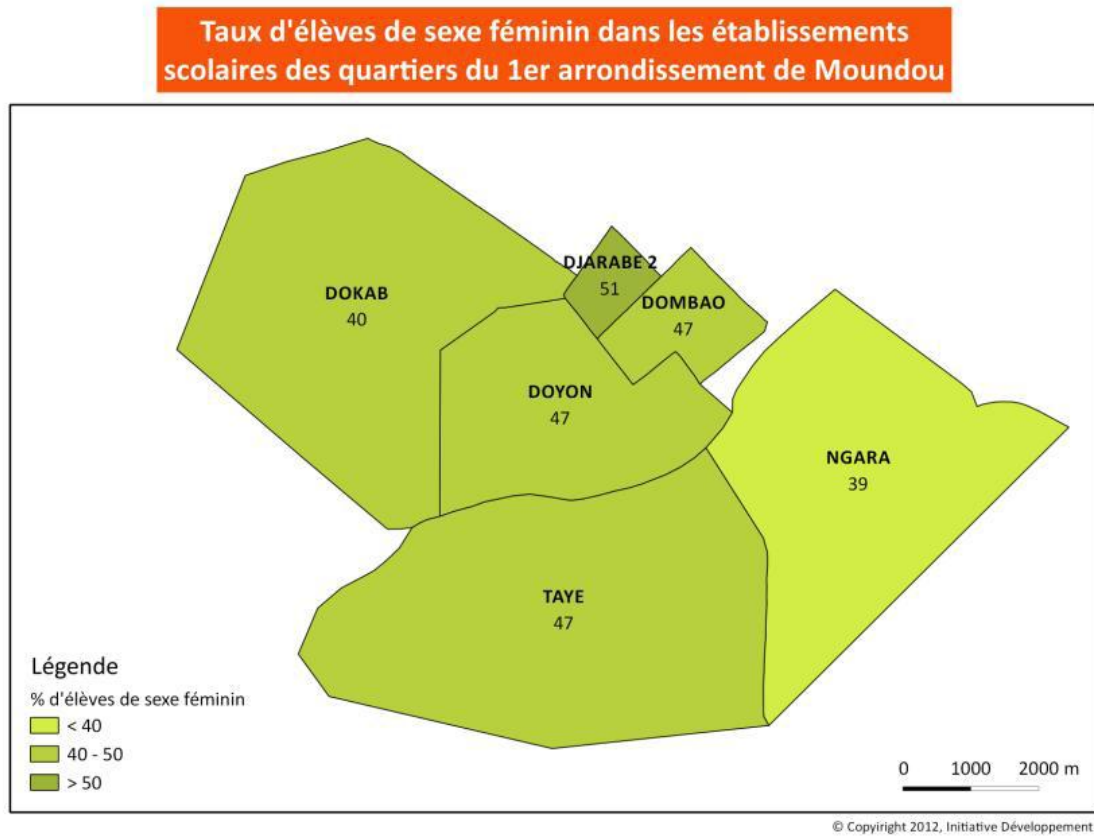 Taux d'élèves de sexe féminin dans les établissements
scolaires des quartiers du 1er arrondissement de Moundou
DJARABE 2
51
DOKAB
40
DOMBAO
47
DOYON
47
NGARA
39
TAYE
47
Légende
% d'élèves de sexe féminin
< 40
40 - 50
> 50
0 1000 2000 m
© Copyright 2012, Initiative Développement